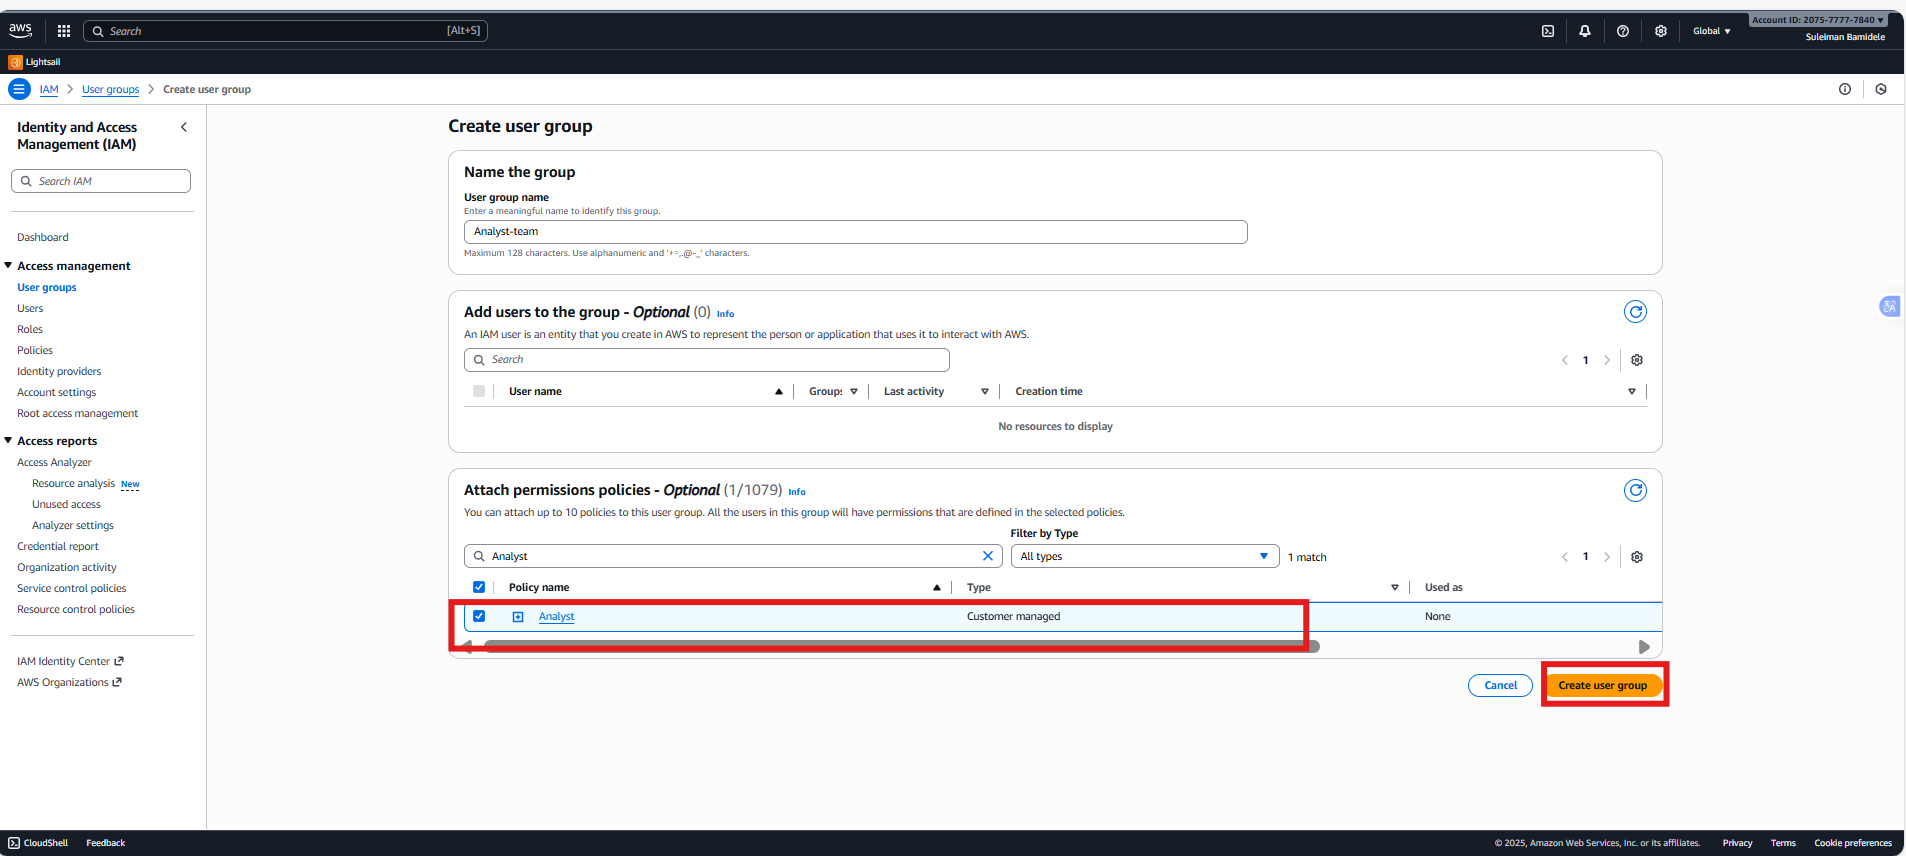 aws
Search [Alt+S]
Global
Account ID: 2075-7777-7840
Suleiman Bamidele
Lightsail
IAM > User groups > Create user group
Identity and Access Management (IAM)
Search IAM
Dashboard
Access management
User groups
Users
Roles
Policies
Identity providers
Account settings
Root access management
Access reports
Access Analyzer
Resource analysis New
Unused access
Analyzer settings
Credential report
Organization activity
Service control policies
Resource control policies
IAM Identity Center
AWS Organizations
Create user group
Name the group
User group name
Enter a meaningful name to identify this group.
Analyst-team
Maximum 128 characters. Use alphanumeric and '+=,.@-_' characters.
Add users to the group - Optional (0) Info
An IAM user is an entity that you create in AWS to represent the person or application that uses it to interact with AWS.
Search
1
User name Groups Last activity Creation time
No resources to display
Attach permissions policies - Optional (1/1079) Info
You can attach up to 10 policies to this user group. All the users in this group will have permissions that are defined in the selected policies.
Filter by Type
Analyst All types 1 match 1
Policy name Type Used as
Analyst Customer managed None
Cancel Create user group
CloudShell Feedback © 2025, Amazon Web Services, Inc. or its affiliates. Privacy Terms Cookie preferences